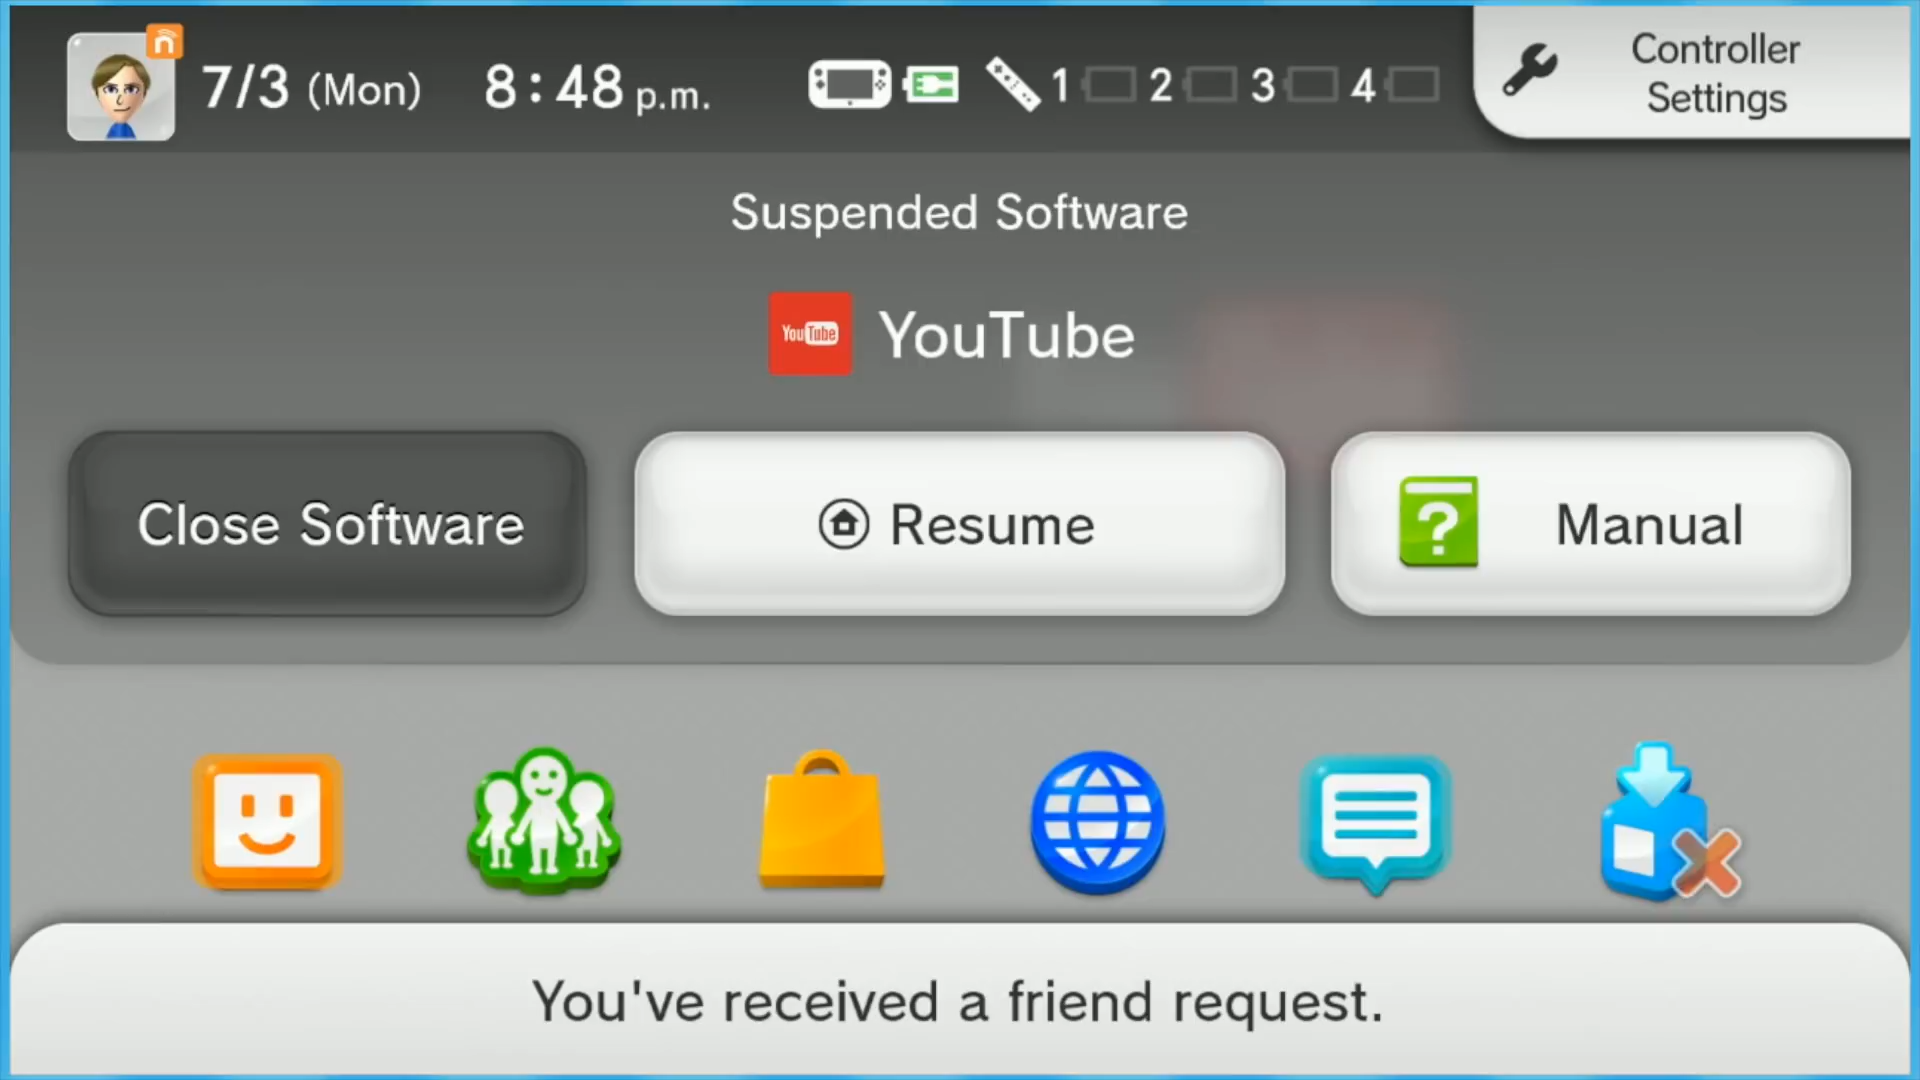 7/3 (Mon) 8:48 p.m. 1 2 3 4
Controller
Settings
Suspended Software
YouTube YouTube
Close Software
Resume
Manual
You've received a friend request.